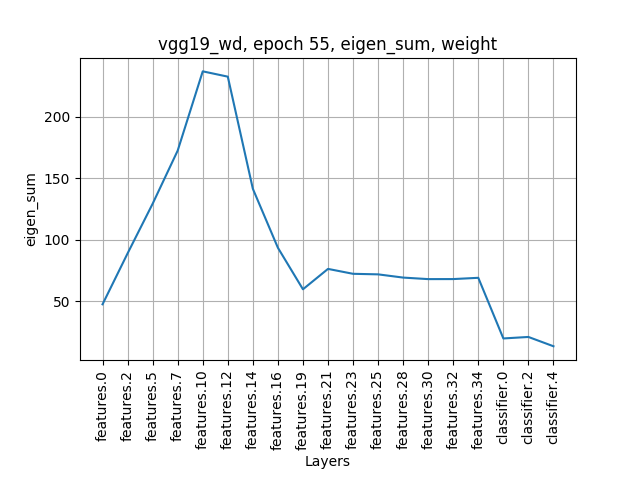 vgg19_wd, epoch 55, eigen_sum, weight
200
150
100
50
eigen_sum
features.0
features.2
features.5
features.7
features.10
features.12
features.14
features.16
features.19
features.21
features.23
features.25
features.28
features.30
features.32
features.34
classifier.0
classifier.2
classifier.4
Layers